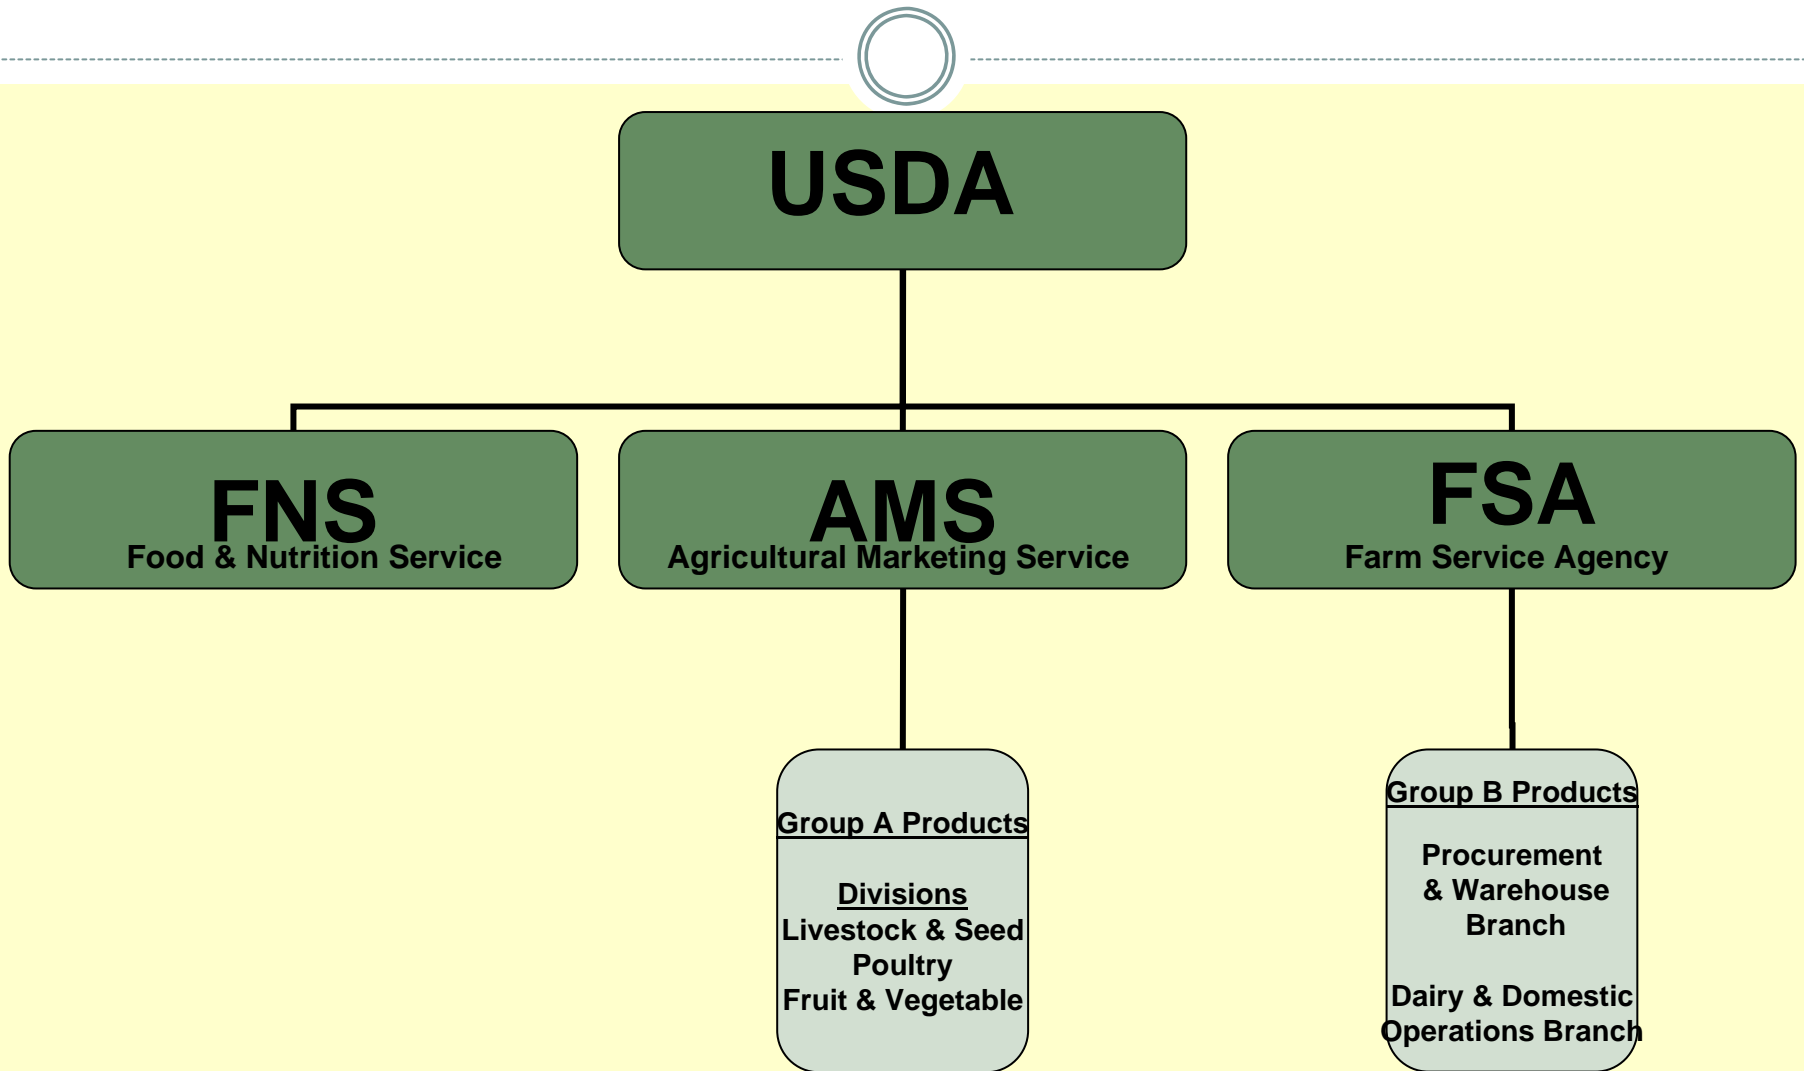 USDA
FNS
Food & Nutrition Service
AMS
Agricultural Marketing Service
FSA
Farm Service Agency
Group A Products
Divisions
Livestock & Seed
Poultry
Fruit & Vegetable
Group B Products
Procurement
& Warehouse
Branch
Dairy & Domestic
Operations Branch